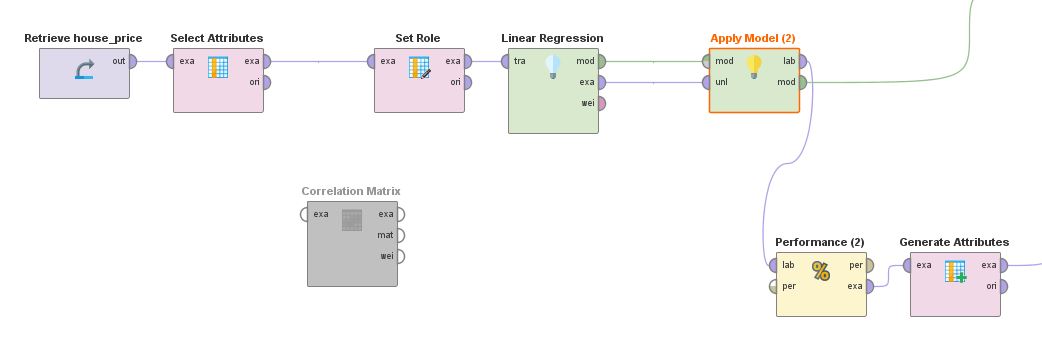 Retrieve house_price
out
Select Attributes
exa exa
ori
Set Role
exa exa
ori
Linear Regression
tra mod
exa
wei
Apply Model (2)
mod lab
unl mod
Correlation Matrix
exa exa
mat
wei
Performance (2)
lab % per
per exa
Generate Attributes
exa exa
ori